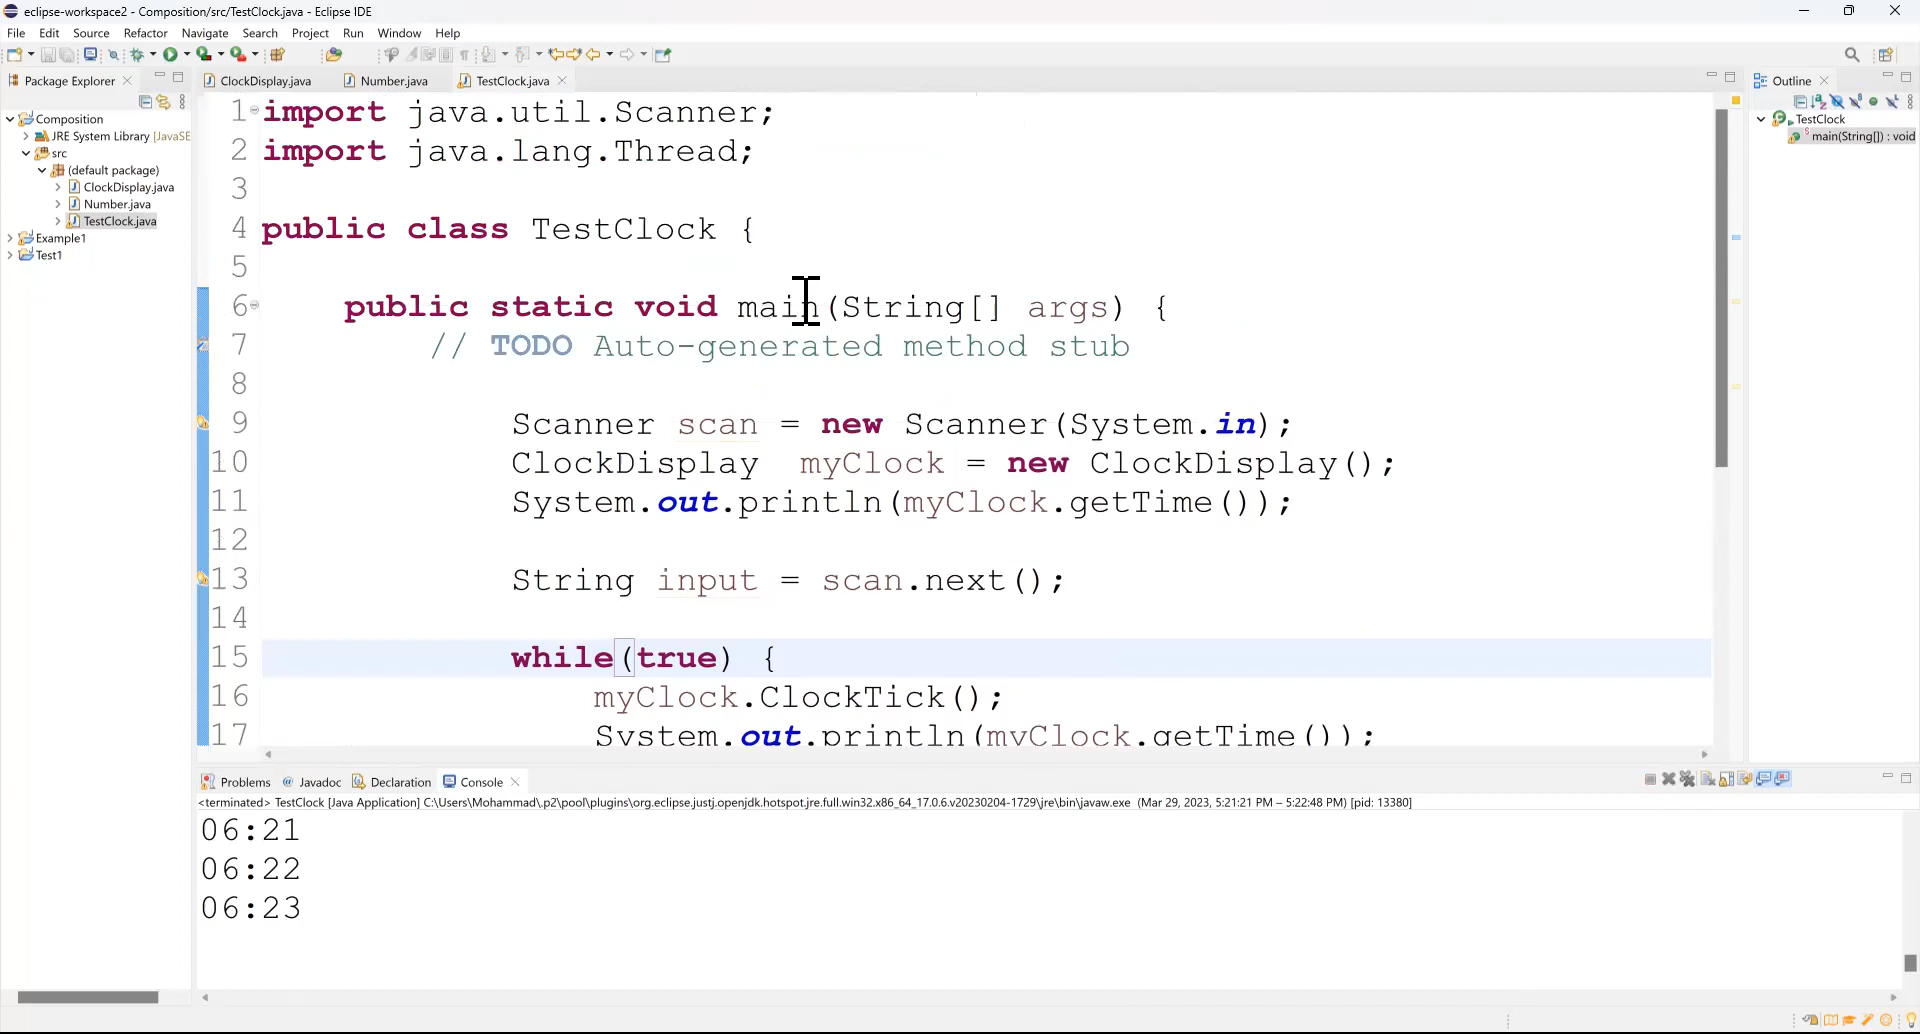 eclipse-workspace2 - Composition/src/TestClock.java - Eclipse IDE
File Edit Source Refactor Navigate Search Project Run Window Help
Package Explorer
ClockDisplay.java Number.java TestClock.java
Outline
Composition
JRE System Library [JavaSE
src
(default package)
ClockDisplay.java
Number.java
TestClock.java
Example1
Test1
1 import java.util.Scanner;
2 import java.lang.Thread;
3
4 public class TestClock {
5
6 public static void main(String[] args) {
7 // TODO Auto-generated method stub
8
9 Scanner scan = new Scanner(System.in);
10 ClockDisplay myClock = new ClockDisplay();
11 System.out.println(myClock.getTime());
12
13 String input = scan.next();
14
15 while(true) {
16 myClock.ClockTick();
17 System.out.println(myClock.getTime());
TestClock
main(String[]) : void
Problems Javadoc Declaration Console
<terminated> TestClock [Java Application] C:\Users\Mohammad\.p2\pool\plugins\org.eclipse.justj.openjdk.hotspot.jre.full.win32.x86_64_17.0.6.v20230204-1729\jre\bin\javaw.exe (Mar 29, 2023, 5:21:21 PM – 5:22:48 PM) [pid: 13380]
06:21
06:22
06:23